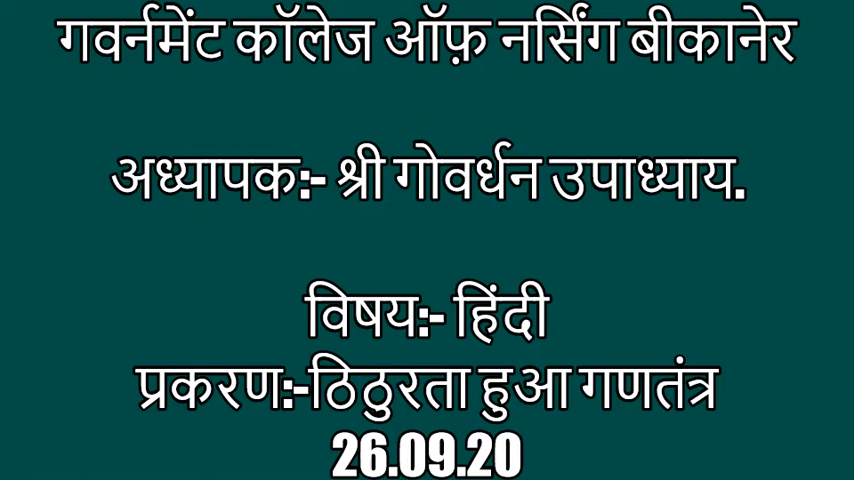 गवर्नमेंट कॉलेज ऑफ़ नर्सिंग बीकानेर
अध्यापक:- श्री गोवर्धन उपाध्याय.
विषय:- हिंदी
प्रकरण:-ठिठुरता हुआ गणतंत्र
26.09.20